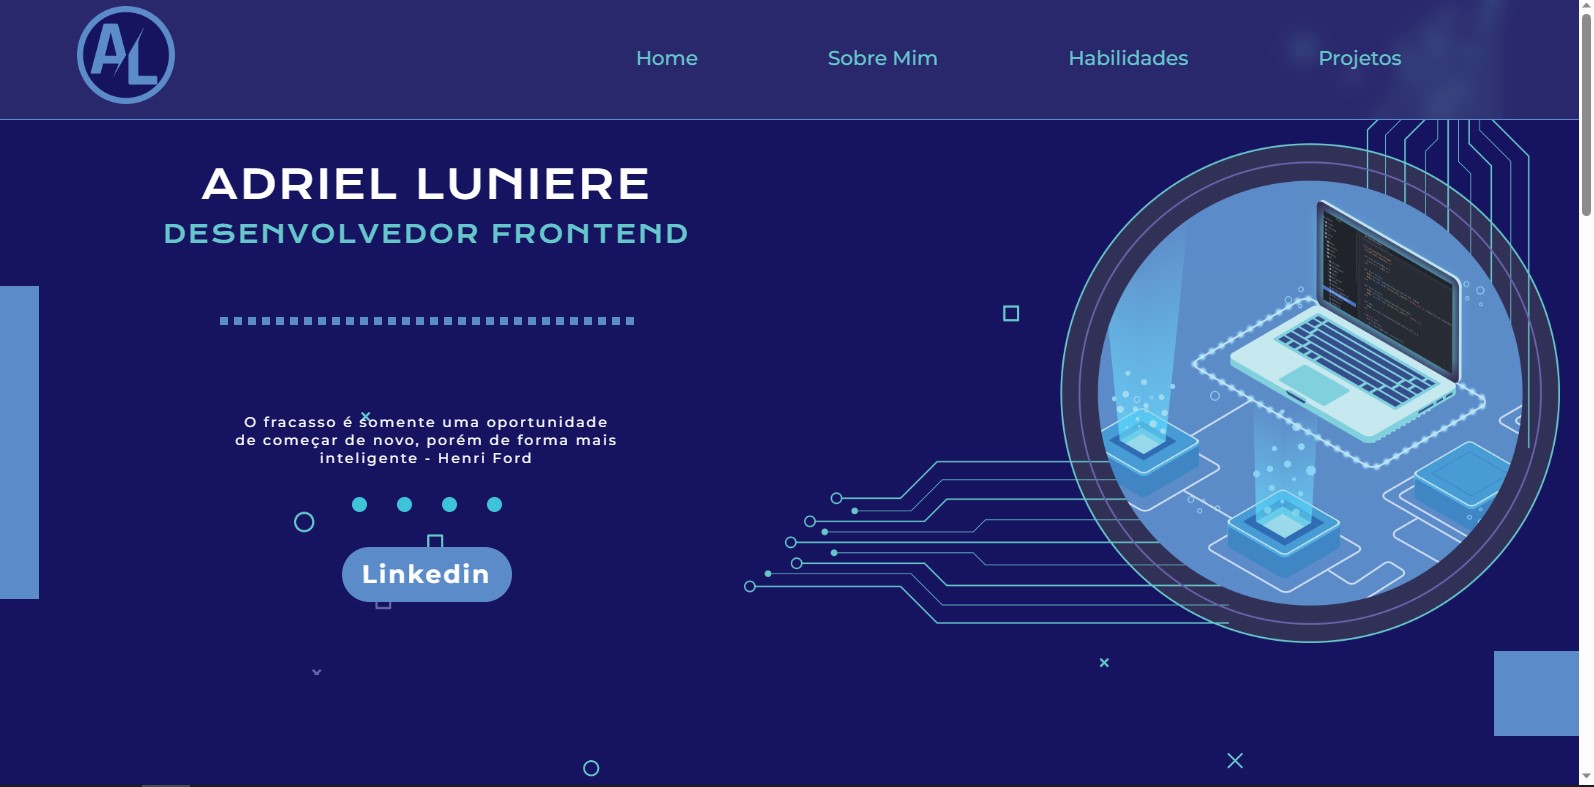 AL
Home Sobre Mim Habilidades Projetos
ADRIEL LUNIERE
DESENVOLVEDOR FRONTEND
O fracasso é somente uma oportunidade
de começar de novo, porém de forma mais
inteligente - Henri Ford
Linkedin